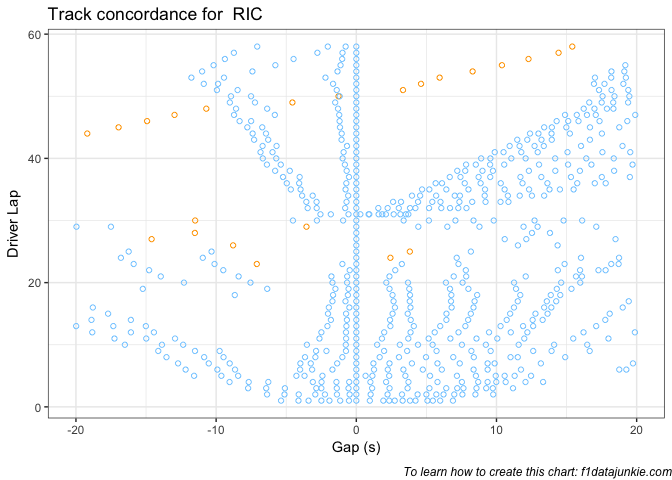 Track concordance for  RIC
60
40
20
0
Driver Lap
-20
-10
0
10
20
Gap (s)
To learn how to create this chart: f1datajunkie.com